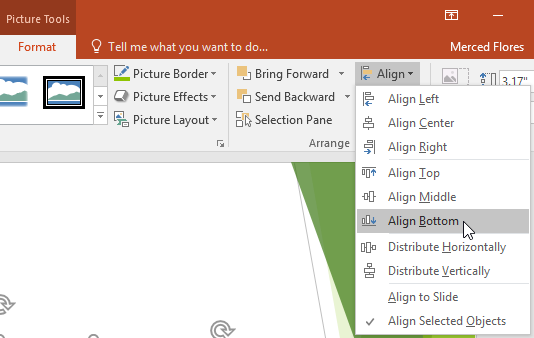 Picture Tools
Format
Tell me what you want to do...
Merced Flores
Picture Border
Picture Effects
Picture Layout
Bring Forward
Send Backward
Selection Pane
Arrange
Align
3.17"
Align Left
Align Center
Align Right
Align Top
Align Middle
Align Bottom
Distribute Horizontally
Distribute Vertically
Align to Slide
Align Selected Objects